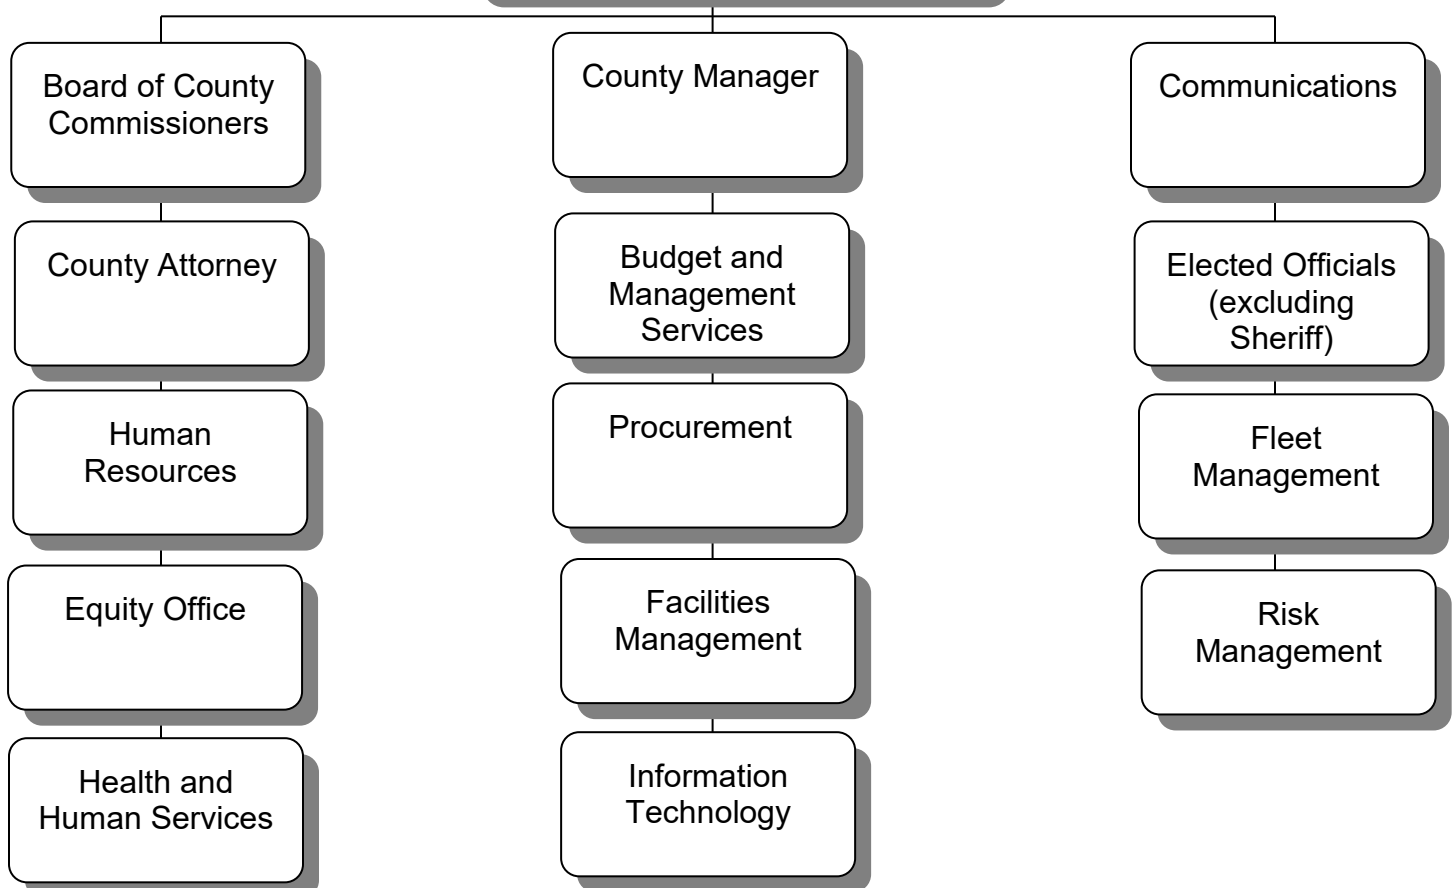 Board of County
Commissioners
County Manager
Communications
County Attorney
Budget and
Management
Services
Elected Officials
(excluding
Sheriff)
Human
Resources
Procurement
Fleet
Management
Equity Office
Facilities
Management
Risk
Management
Health and
Human Services
Information
Technology